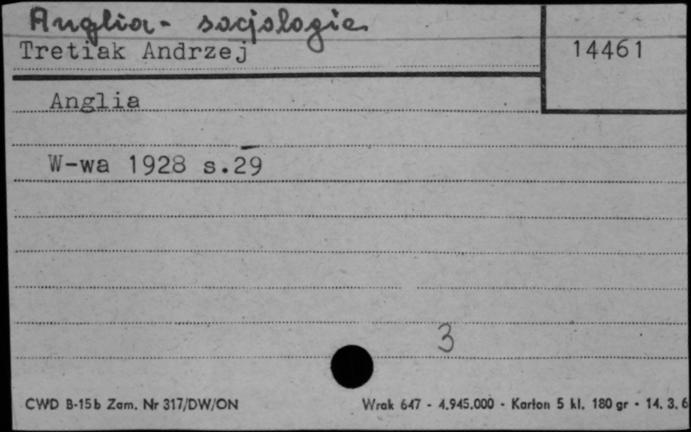 Anglia - socjologia
Tretiak Andrzej
14461
Anglia
W-wa 1928 s.29
3
CWD B-15b Zam. Nr 317/DW/ON
Wrak 647 - 4.945.000 - Karton 5 kl. 180 gr - 14. 3. 6